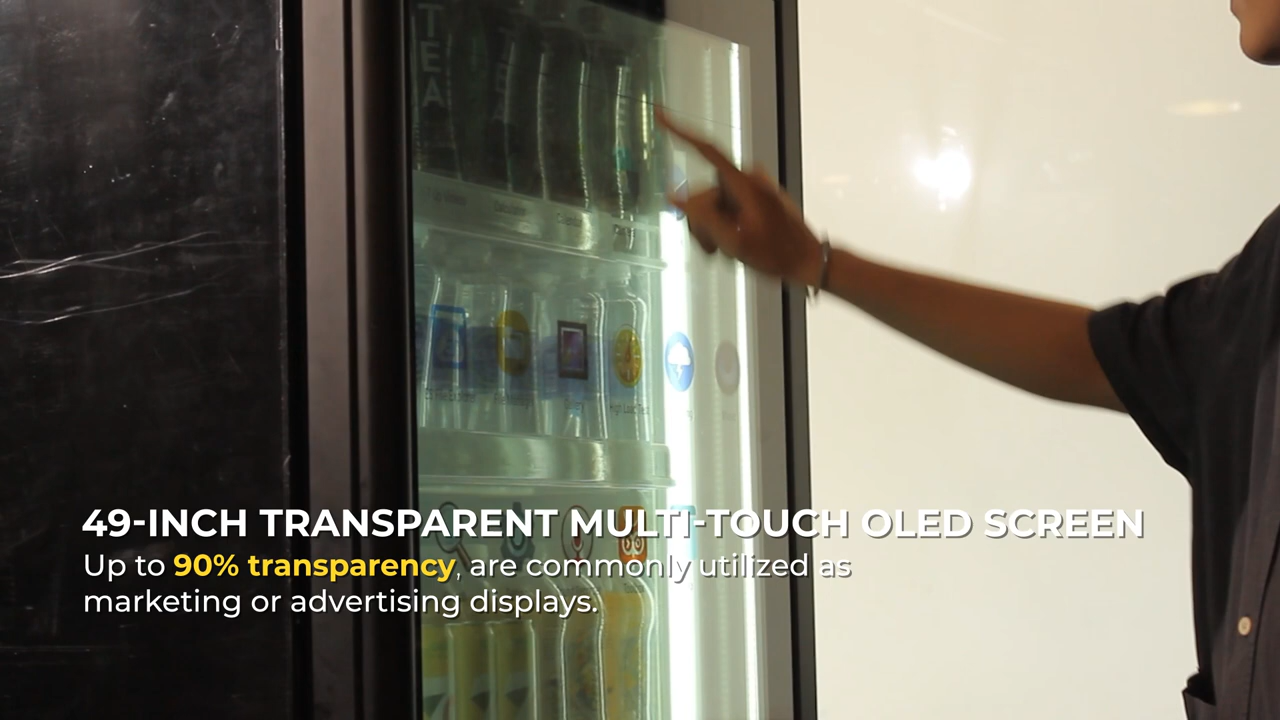 TEA
49-INCH TRANSPARENT MULTI-TOUCH OLED SCREEN
Up to 90% transparency, are commonly utilized as
marketing or advertising displays.